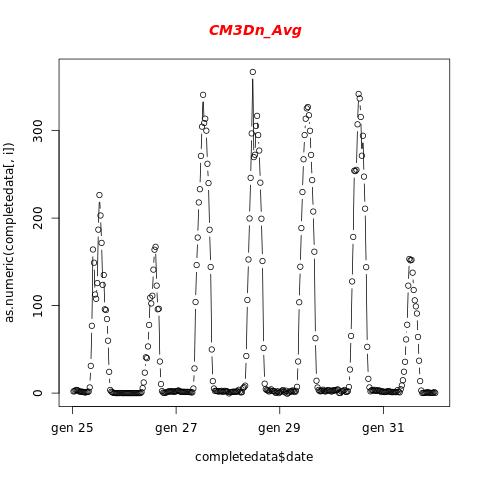 CM3Dn_Avg
as.numeric(completedata[, i])
300
200
100
0
gen 25
gen 27
gen 29
gen 31
completedata$date